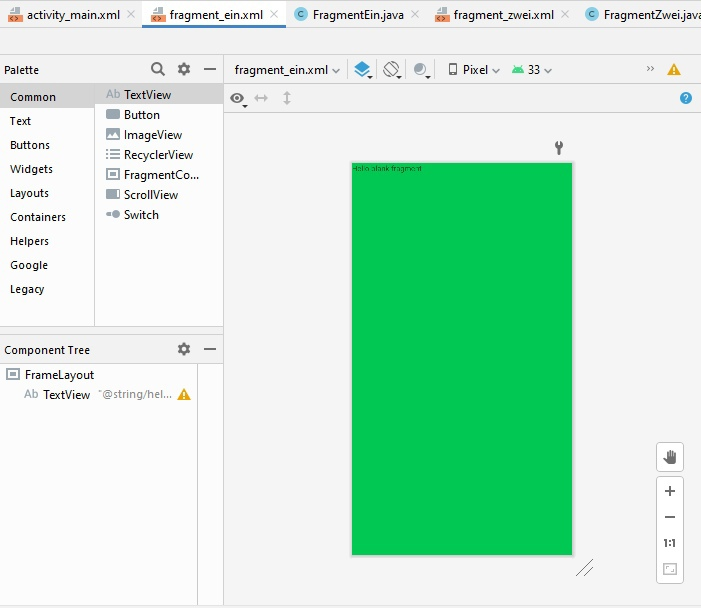 activity_main.xml fragment_ein.xml FragmentEin.java fragment_zwei.xml FragmentZwei.java
Palette
fragment_ein.xml Pixel 33
Common
Text
Buttons
Widgets
Layouts
Containers
Helpers
Google
Legacy
Ab TextView
Button
ImageView
RecyclerView
FragmentCo...
ScrollView
Switch
Hello blank fragment
Component Tree
FrameLayout
Ab TextView "@string/hel...
1:1